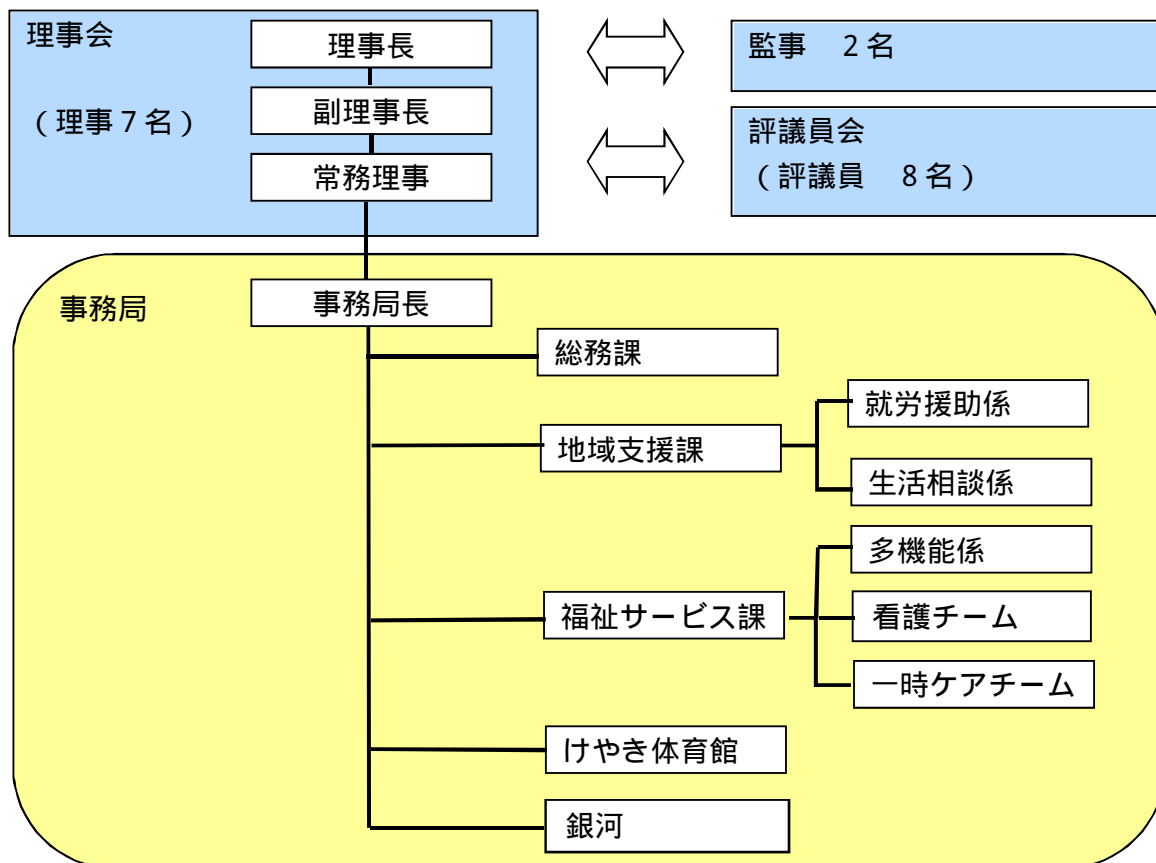 理事会
(理事7名)
理事長
副理事長
常務理事
監事 2名
評議員会
(評議員 8名)
事務局
事務局長
総務課
地域支援課
就労援助係
生活相談係
福祉サービス課
多機能係
看護チーム
一時ケアチーム
けやき体育館
銀河